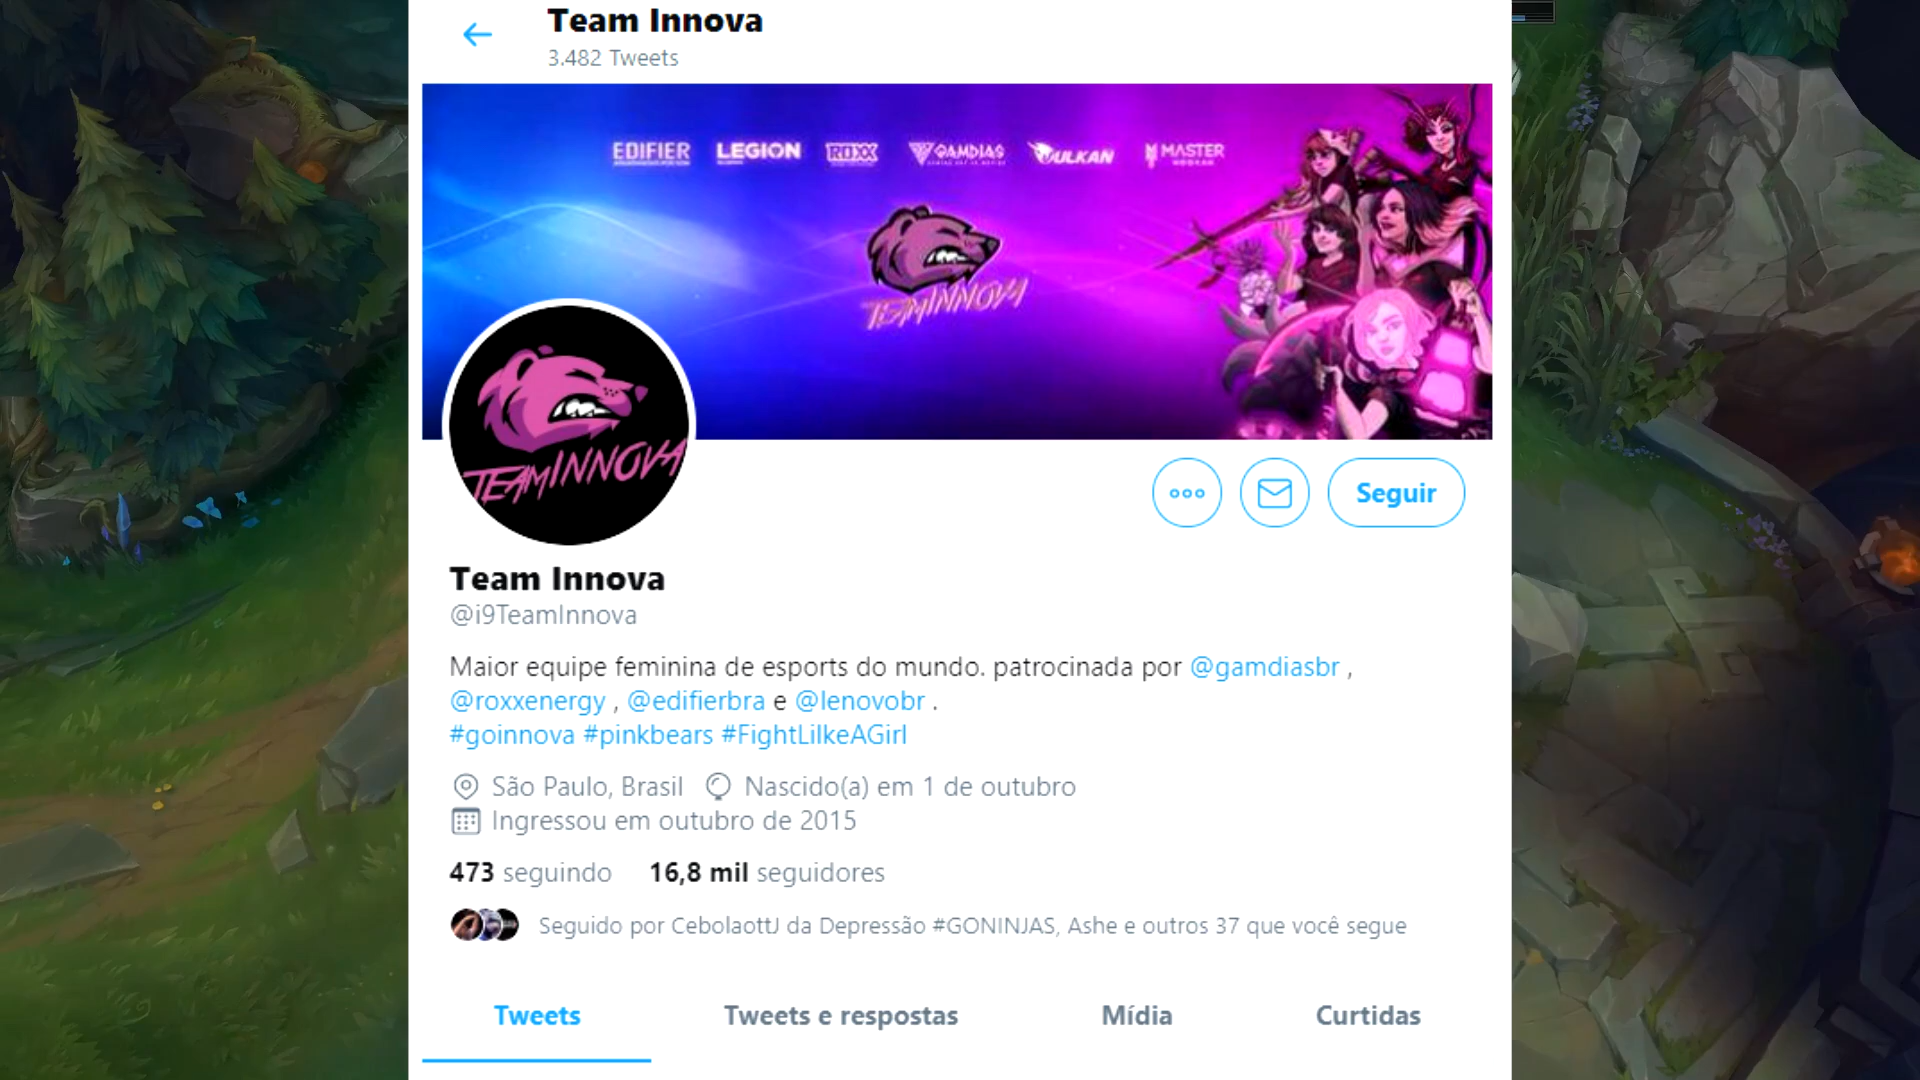 Team Innova
3.482 Tweets
EDIFIER LEGION ROXX GAMDIAS VULKAN MASTER
TEAMINNOVA
TEAMINNOVA
Seguir
Team Innova
@i9TeamInnova
Maior equipe feminina de esports do mundo. patrocinada por @gamdiasbr ,
@roxxenergy , @edifierbra e @lenovobr .
#goinnova #pinkbears #FightLilkeAGirl
São Paulo, Brasil Nascido(a) em 1 de outubro
Ingressou em outubro de 2015
473 seguindo 16,8 mil seguidores
Seguido por CebolaottJ da Depressão #GONINJAS, Ashe e outros 37 que você segue
Tweets Tweets e respostas Mídia Curtidas